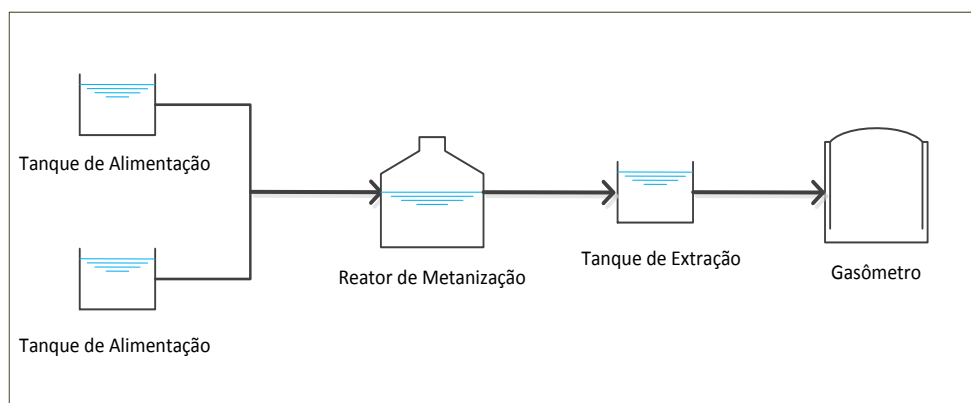 Tanque de Alimentação
Reator de Metanização
Tanque de Extração
Gasômetro
Tanque de Alimentação